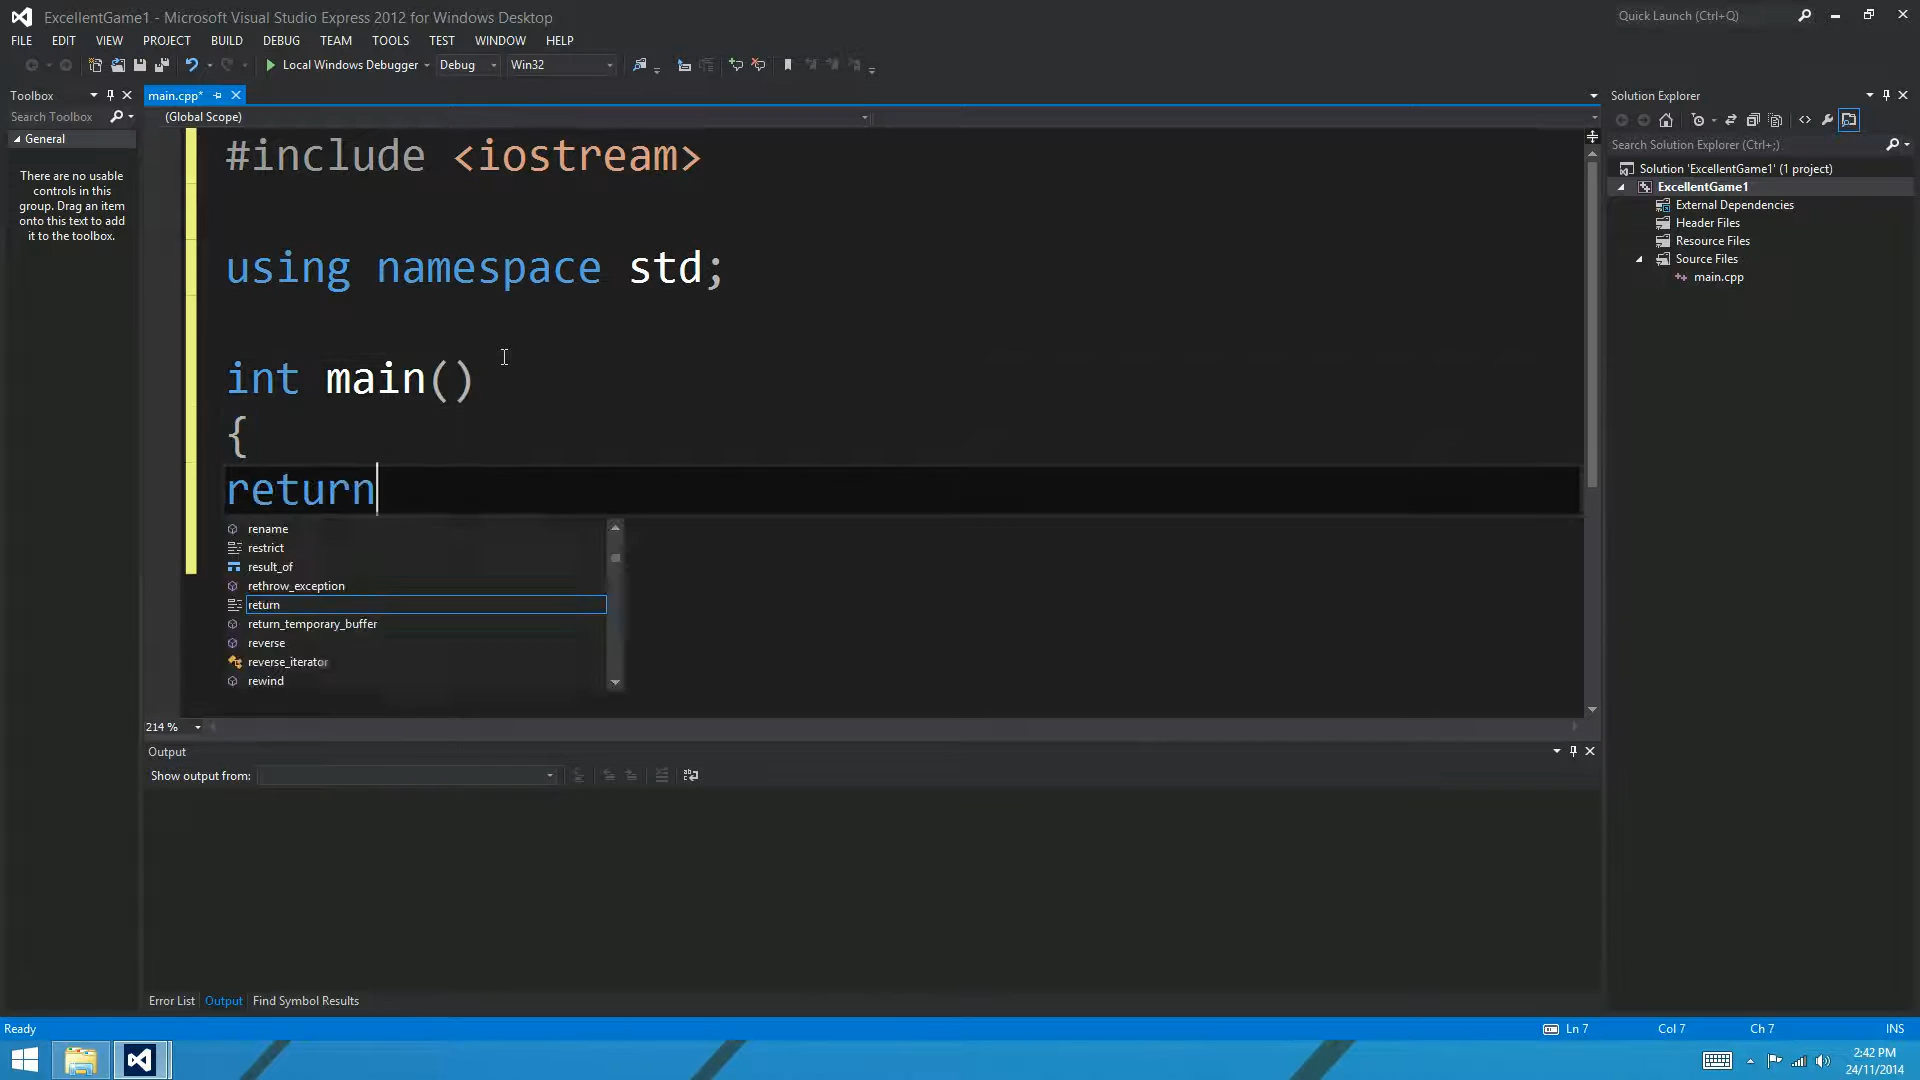 ExcellentGame1 - Microsoft Visual Studio Express 2012 for Windows Desktop
Quick Launch (Ctrl+Q)
FILE EDIT VIEW PROJECT BUILD DEBUG TEAM TOOLS TEST WINDOW HELP
Local Windows Debugger Debug Win32
Toolbox
Search Toolbox
General
There are no usable
controls in this
group. Drag an item
onto this text to add
it to the toolbox.
main.cpp*
(Global Scope)
#include <iostream>
using namespace std;
int main()
{
return
rename
restrict
result_of
rethrow_exception
return
return_temporary_buffer
reverse
reverse_iterator
rewind
214 %
Output
Show output from:
Error List Output Find Symbol Results
Solution Explorer
Search Solution Explorer (Ctrl+;)
Solution 'ExcellentGame1' (1 project)
ExcellentGame1
External Dependencies
Header Files
Resource Files
Source Files
main.cpp
Ready
Ln 7 Col 7 Ch 7 INS
2:42 PM
24/11/2014